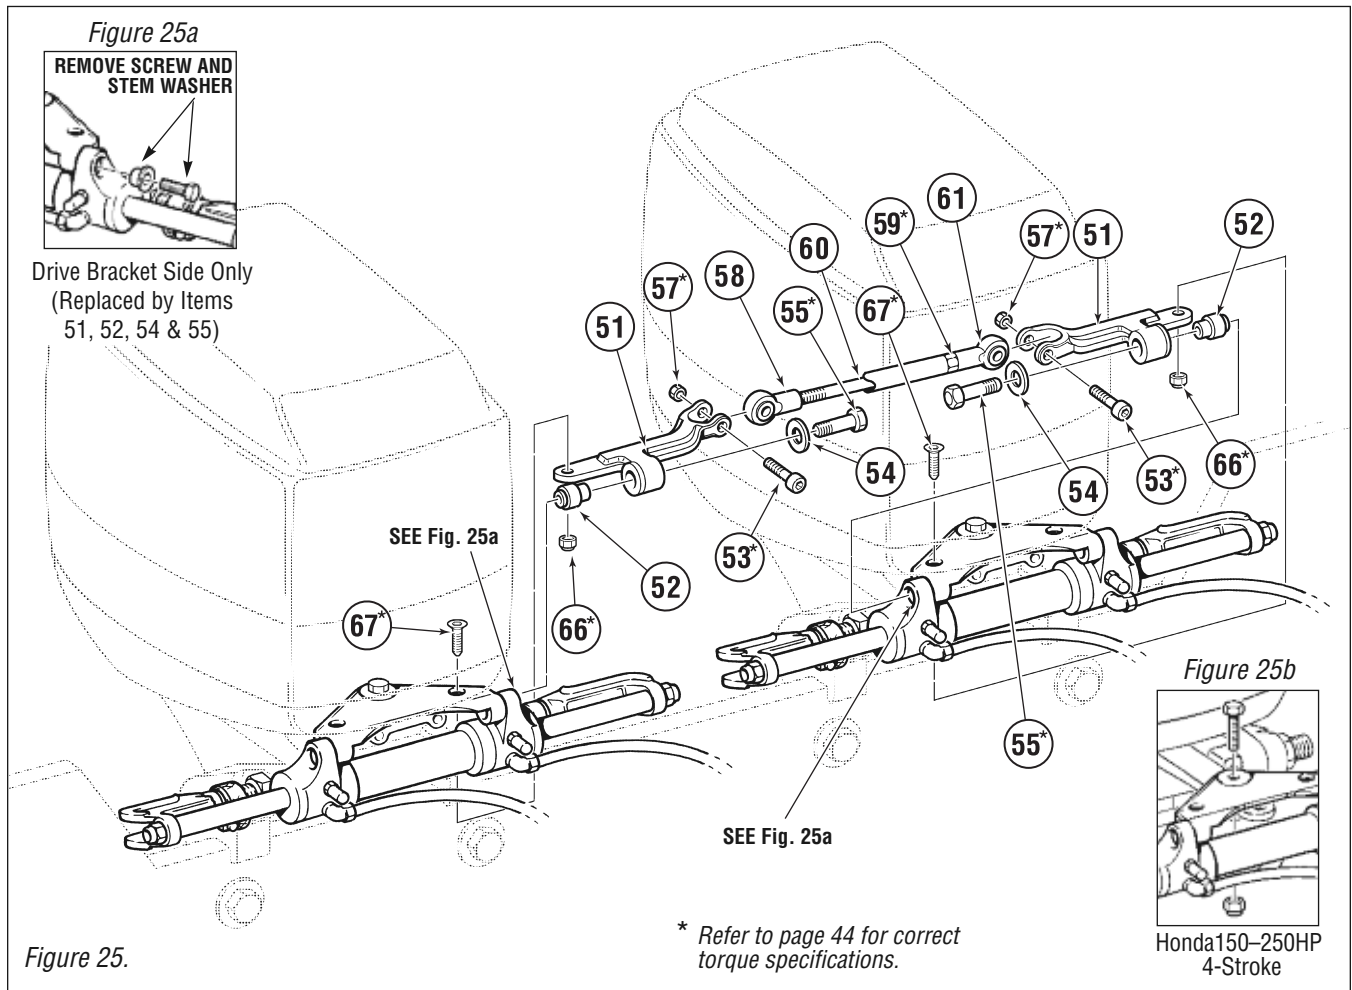 Figure 25a
REMOVE SCREW AND
STEM WASHER
Drive Bracket Side Only
(Replaced by Items
51, 52, 54 & 55)
61
59*
57*
51
52
60
58
55*
67*
57*
51
54
53*
66*
54
53*
SEE Fig. 25a
52
67*
66*
55*
SEE Fig. 25a
Figure 25b
Honda150–250HP
4-Stroke
* Refer to page 44 for correct
torque specifications.
Figure 25.